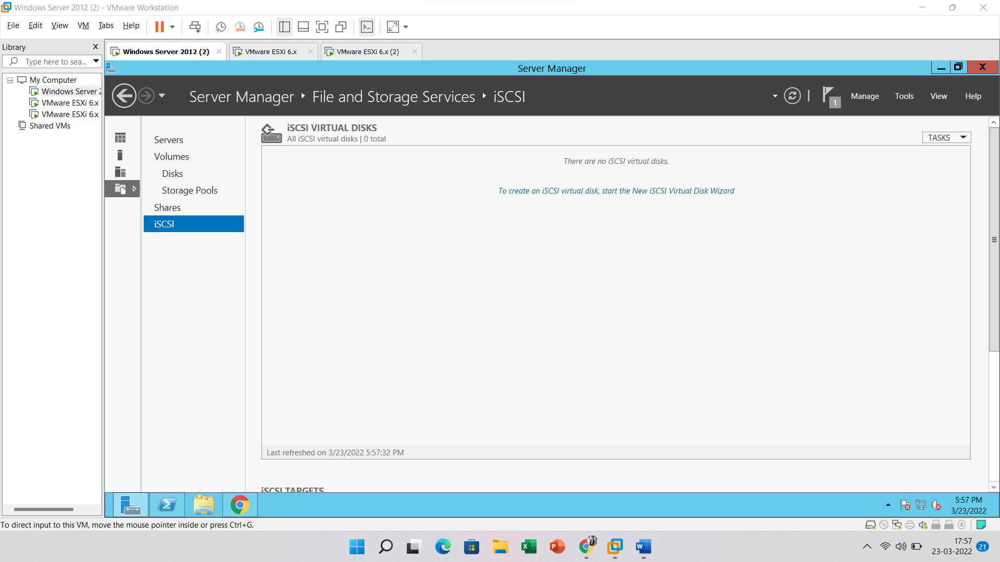 Windows Server 2012 (2) - VMware Workstation
File Edit View VM Tabs Help
Library
Type here to sea...
My Computer
Windows Server 2
VMware ESXi 6.x
VMware ESXi 6.x
Shared VMs
Windows Server 2012 (2) VMware ESXi 6.x VMware ESXi 6.x (2)
Server Manager
Server Manager File and Storage Services iSCSI
1 Manage Tools View Help
Servers
Volumes
Disks
Storage Pools
Shares
iSCSI
iSCSI VIRTUAL DISKS
All iSCSI virtual disks | 0 total
TASKS
There are no iSCSI virtual disks.
To create an iSCSI virtual disk, start the New iSCSI Virtual Disk Wizard
Last refreshed on 3/23/2022 5:57:32 PM
iSCSI TARGETS
5:57 PM
3/23/2022
To direct input to this VM, move the mouse pointer inside or press Ctrl+G.
17:57
23-03-2022
21